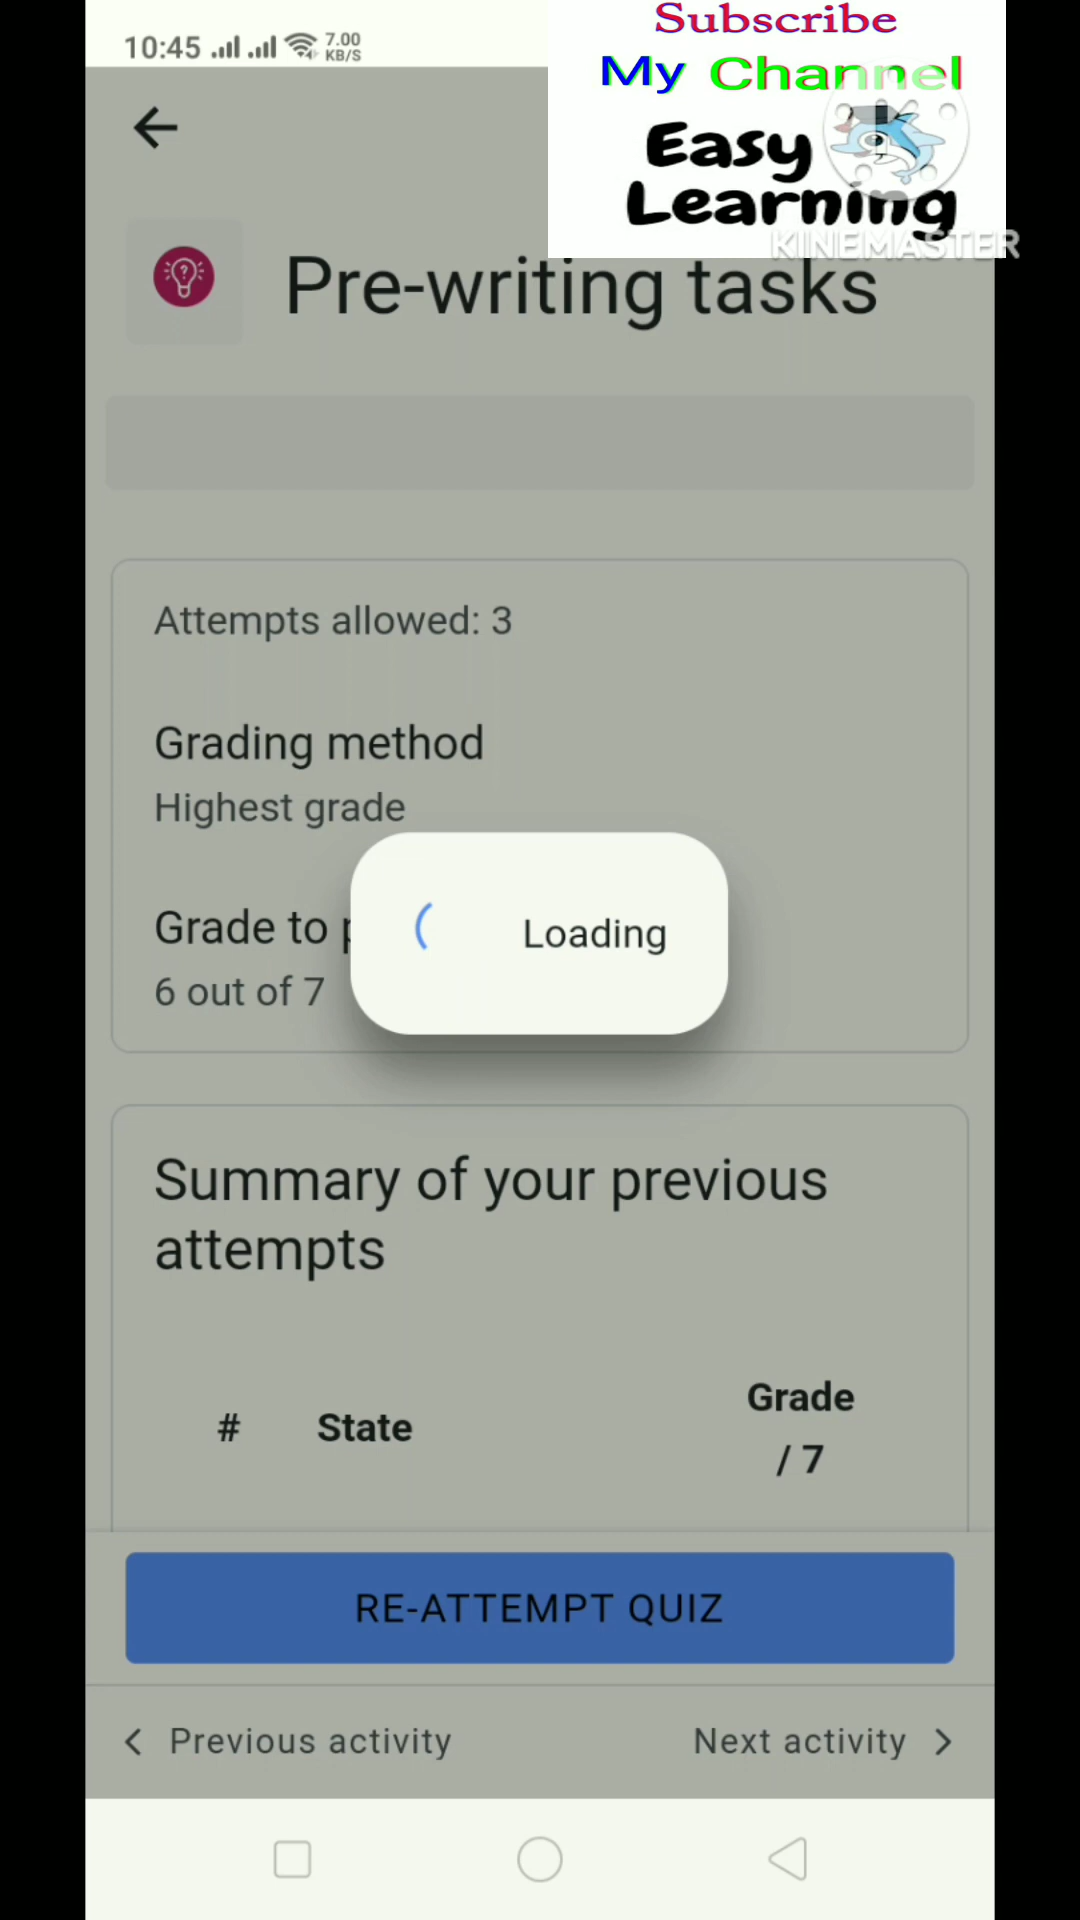 Subscribe
My Channel
10:45
7.00
KB/S
Easy
Learning
KINEMASTER
Pre-writing tasks
Attempts allowed: 3
Grading method
Highest grade
Grade to
Loading
6 out of 7
Summary of your previous
attempts
# State Grade
/ 7
RE-ATTEMPT QUIZ
Previous activity Next activity